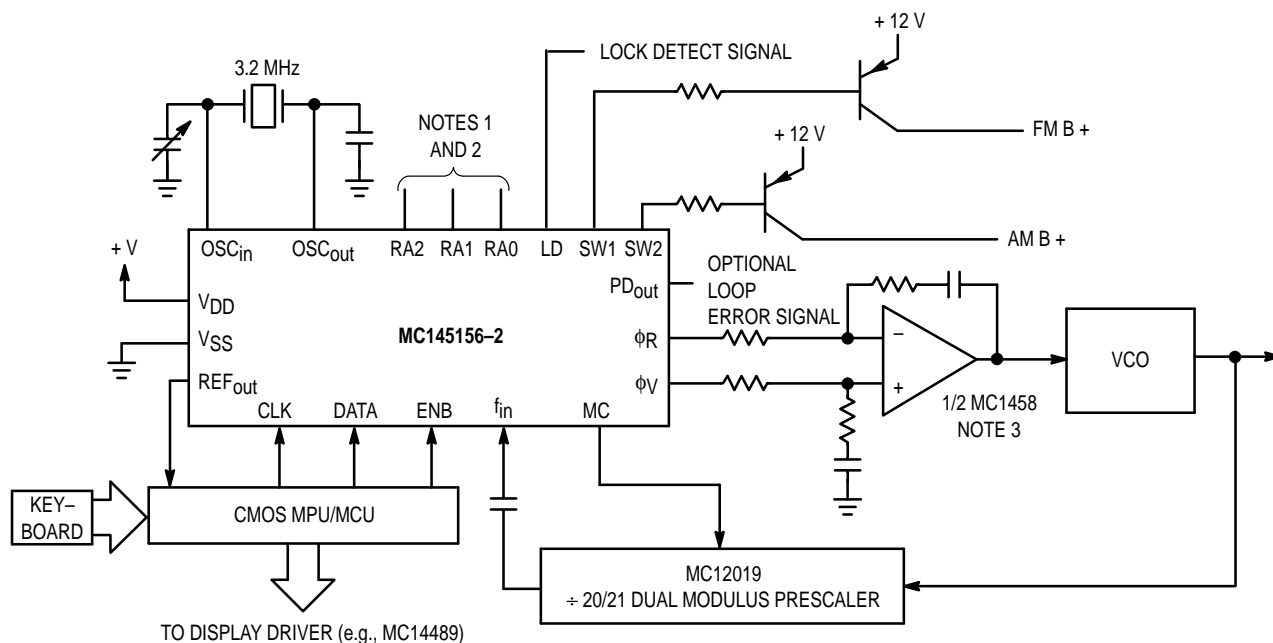 + 12 V
LOCK DETECT SIGNAL
3.2 MHz
NOTES 1
AND 2
FM B +
+ 12 V
AM B +
+ V
OSCin
OSCout
RA2
RA1
RA0
LD
SW1
SW2
VDD
VSS
REFout
MC145156–2
PDout
OPTIONAL
LOOP
ERROR SIGNAL
ϕR
ϕV
CLK
DATA
ENB
fin
MC
–
+
1/2 MC1458
NOTE 3
VCO
KEY–
BOARD
CMOS MPU/MCU
MC12019
÷ 20/21 DUAL MODULUS PRESCALER
TO DISPLAY DRIVER (e.g., MC14489)